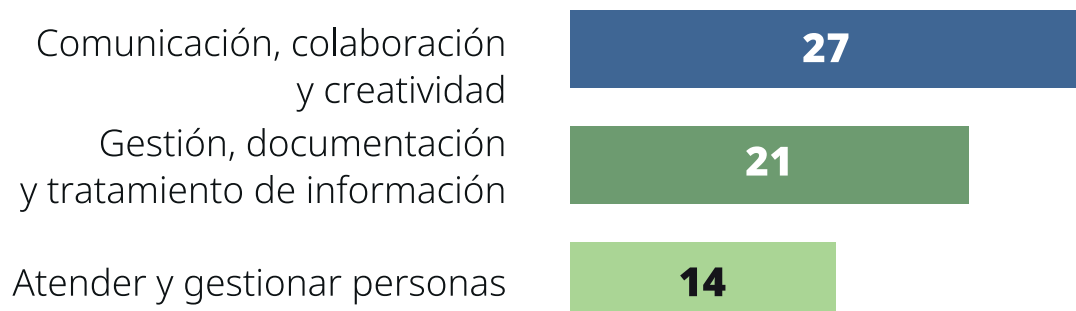 Comunicación, colaboración
y creatividad
27
Gestión, documentación
y tratamiento de información
21
Atender y gestionar personas
14